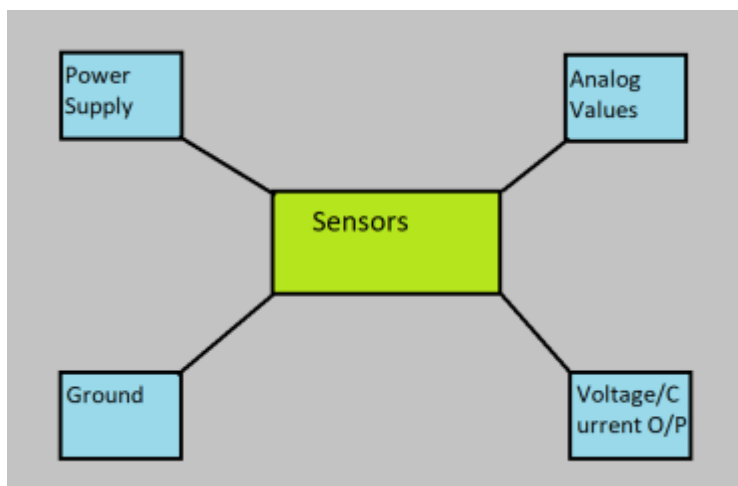 Power
Supply
Analog
Values
Sensors
Ground
Voltage/C
urrent O/P